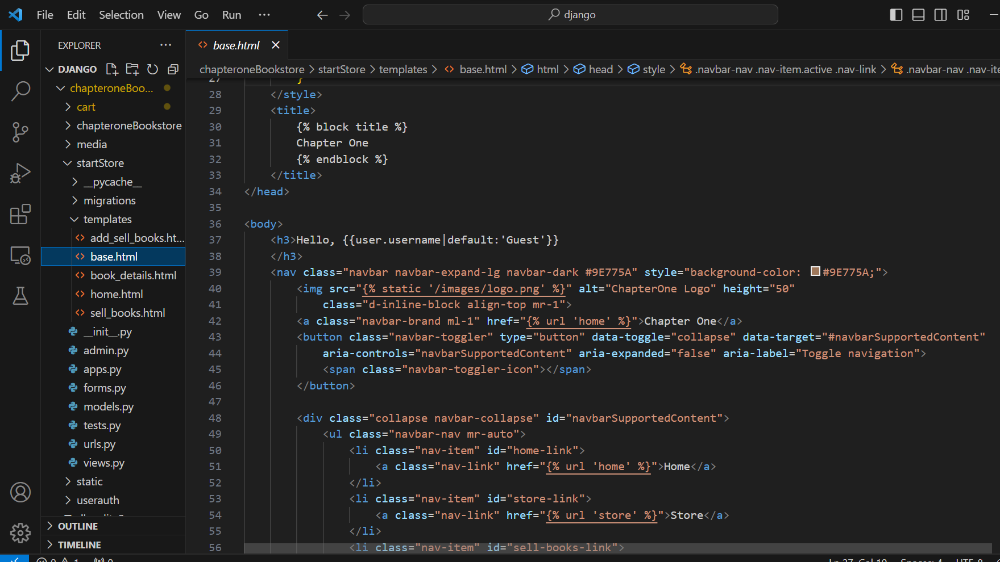 File Edit Selection View Go Run ···
django
EXPLORER ···
base.html
DJANGO
chapteroneBookstore > startStore > templates > base.html > html > head > style > .navbar-nav .nav-item.active .nav-link > .navbar-nav .nav-ite
chapteroneBoo...
cart
chapteroneBookstore
media
startStore
__pycache__
migrations
templates
add_sell_books.ht...
base.html
book_details.html
home.html
sell_books.html
__init__.py
admin.py
apps.py
forms.py
models.py
tests.py
urls.py
views.py
static
userauth
OUTLINE
TIMELINE
27 }
28 </style>
29 <title>
30 {% block title %}
31 Chapter One
32 {% endblock %}
33 </title>
34 </head>
35
36 <body>
37 <h3>Hello, {{user.username|default:'Guest'}}
38 </h3>
39 <nav class="navbar navbar-expand-lg navbar-dark #9E775A" style="background-color: #9E775A;">
40 <img src="{% static '/images/logo.png' %}" alt="ChapterOne Logo" height="50"
41 class="d-inline-block align-top mr-1">
42 <a class="navbar-brand ml-1" href="{% url 'home' %}">Chapter One</a>
43 <button class="navbar-toggler" type="button" data-toggle="collapse" data-target="#navbarSupportedContent"
44 aria-controls="navbarSupportedContent" aria-expanded="false" aria-label="Toggle navigation">
45 <span class="navbar-toggler-icon"></span>
46 </button>
47
48 <div class="collapse navbar-collapse" id="navbarSupportedContent">
49 <ul class="navbar-nav mr-auto">
50 <li class="nav-item" id="home-link">
51 <a class="nav-link" href="{% url 'home' %}">Home</a>
52 </li>
53 <li class="nav-item" id="store-link">
54 <a class="nav-link" href="{% url 'store' %}">Store</a>
55 </li>
56 <li class="nav-item" id="sell-books-link">
0 1 0 Ln 27, Col 10 Spaces: 4 UTF-8